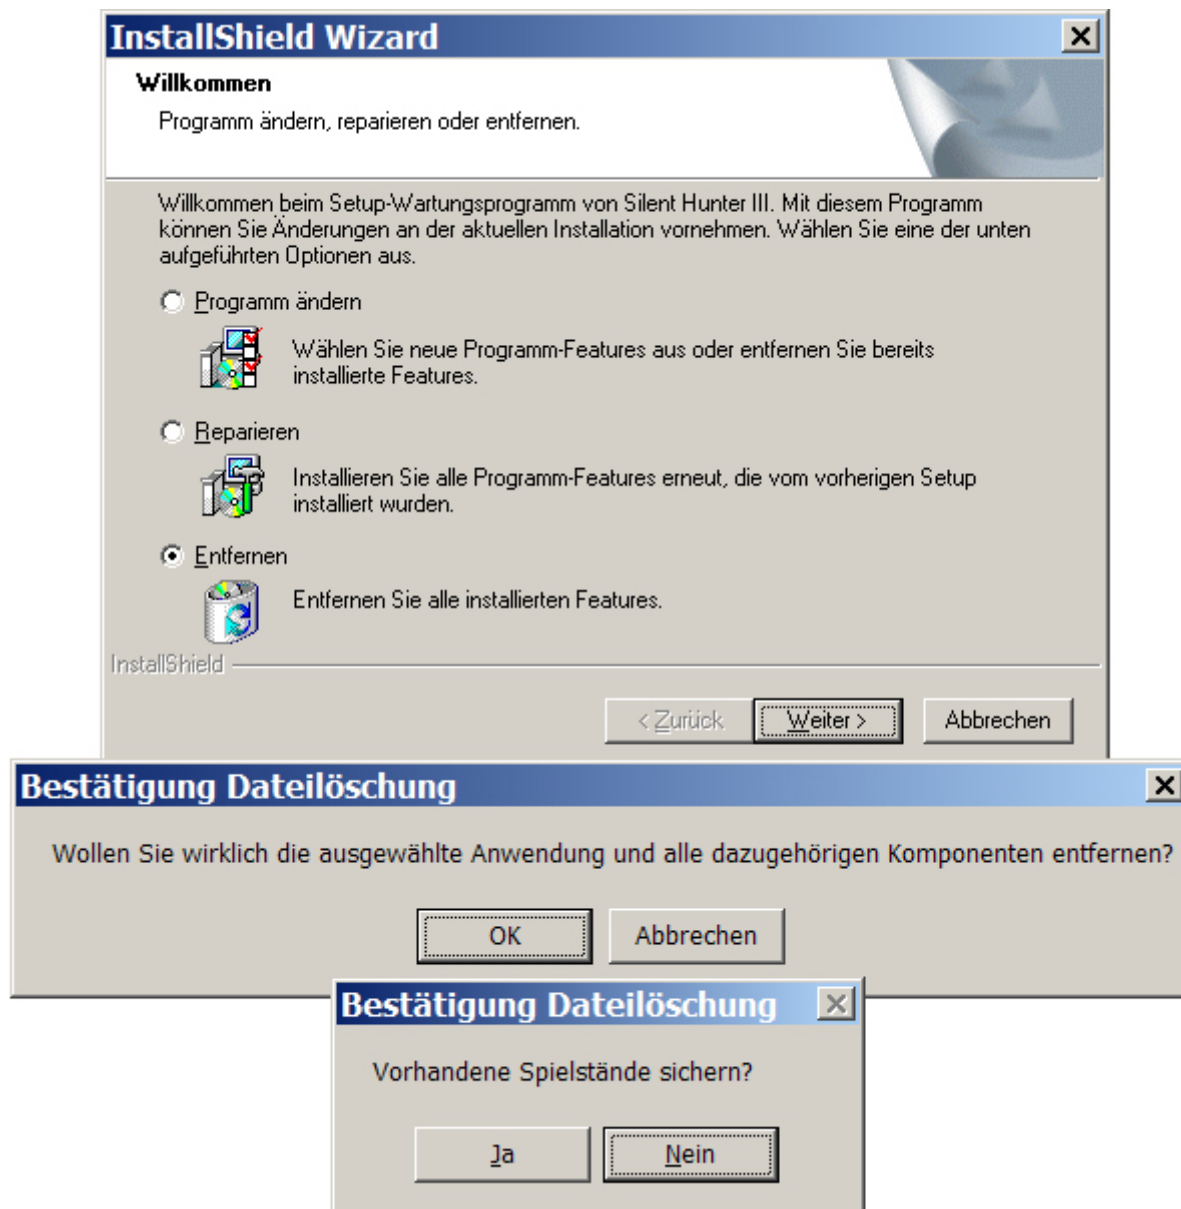 InstallShield Wizard
Willkommen
Programm ändern, reparieren oder entfernen.
Willkommen beim Setup-Wartungsprogramm von Silent Hunter III. Mit diesem Programm
können Sie Änderungen an der aktuellen Installation vornehmen. Wählen Sie eine der unten
aufgeführten Optionen aus.
Programm ändern
Wählen Sie neue Programm-Features aus oder entfernen Sie bereits
installierte Features.
Reparieren
Installieren Sie alle Programm-Features erneut, die vom vorherigen Setup
installiert wurden.
Entfernen
Entfernen Sie alle installierten Features.
InstallShield
< Zurück Weiter > Abbrechen
Bestätigung Dateilöschung
Wollen Sie wirklich die ausgewählte Anwendung und alle dazugehörigen Komponenten entfernen?
OK Abbrechen
Bestätigung Dateilöschung
Vorhandene Spielstände sichern?
Ja Nein